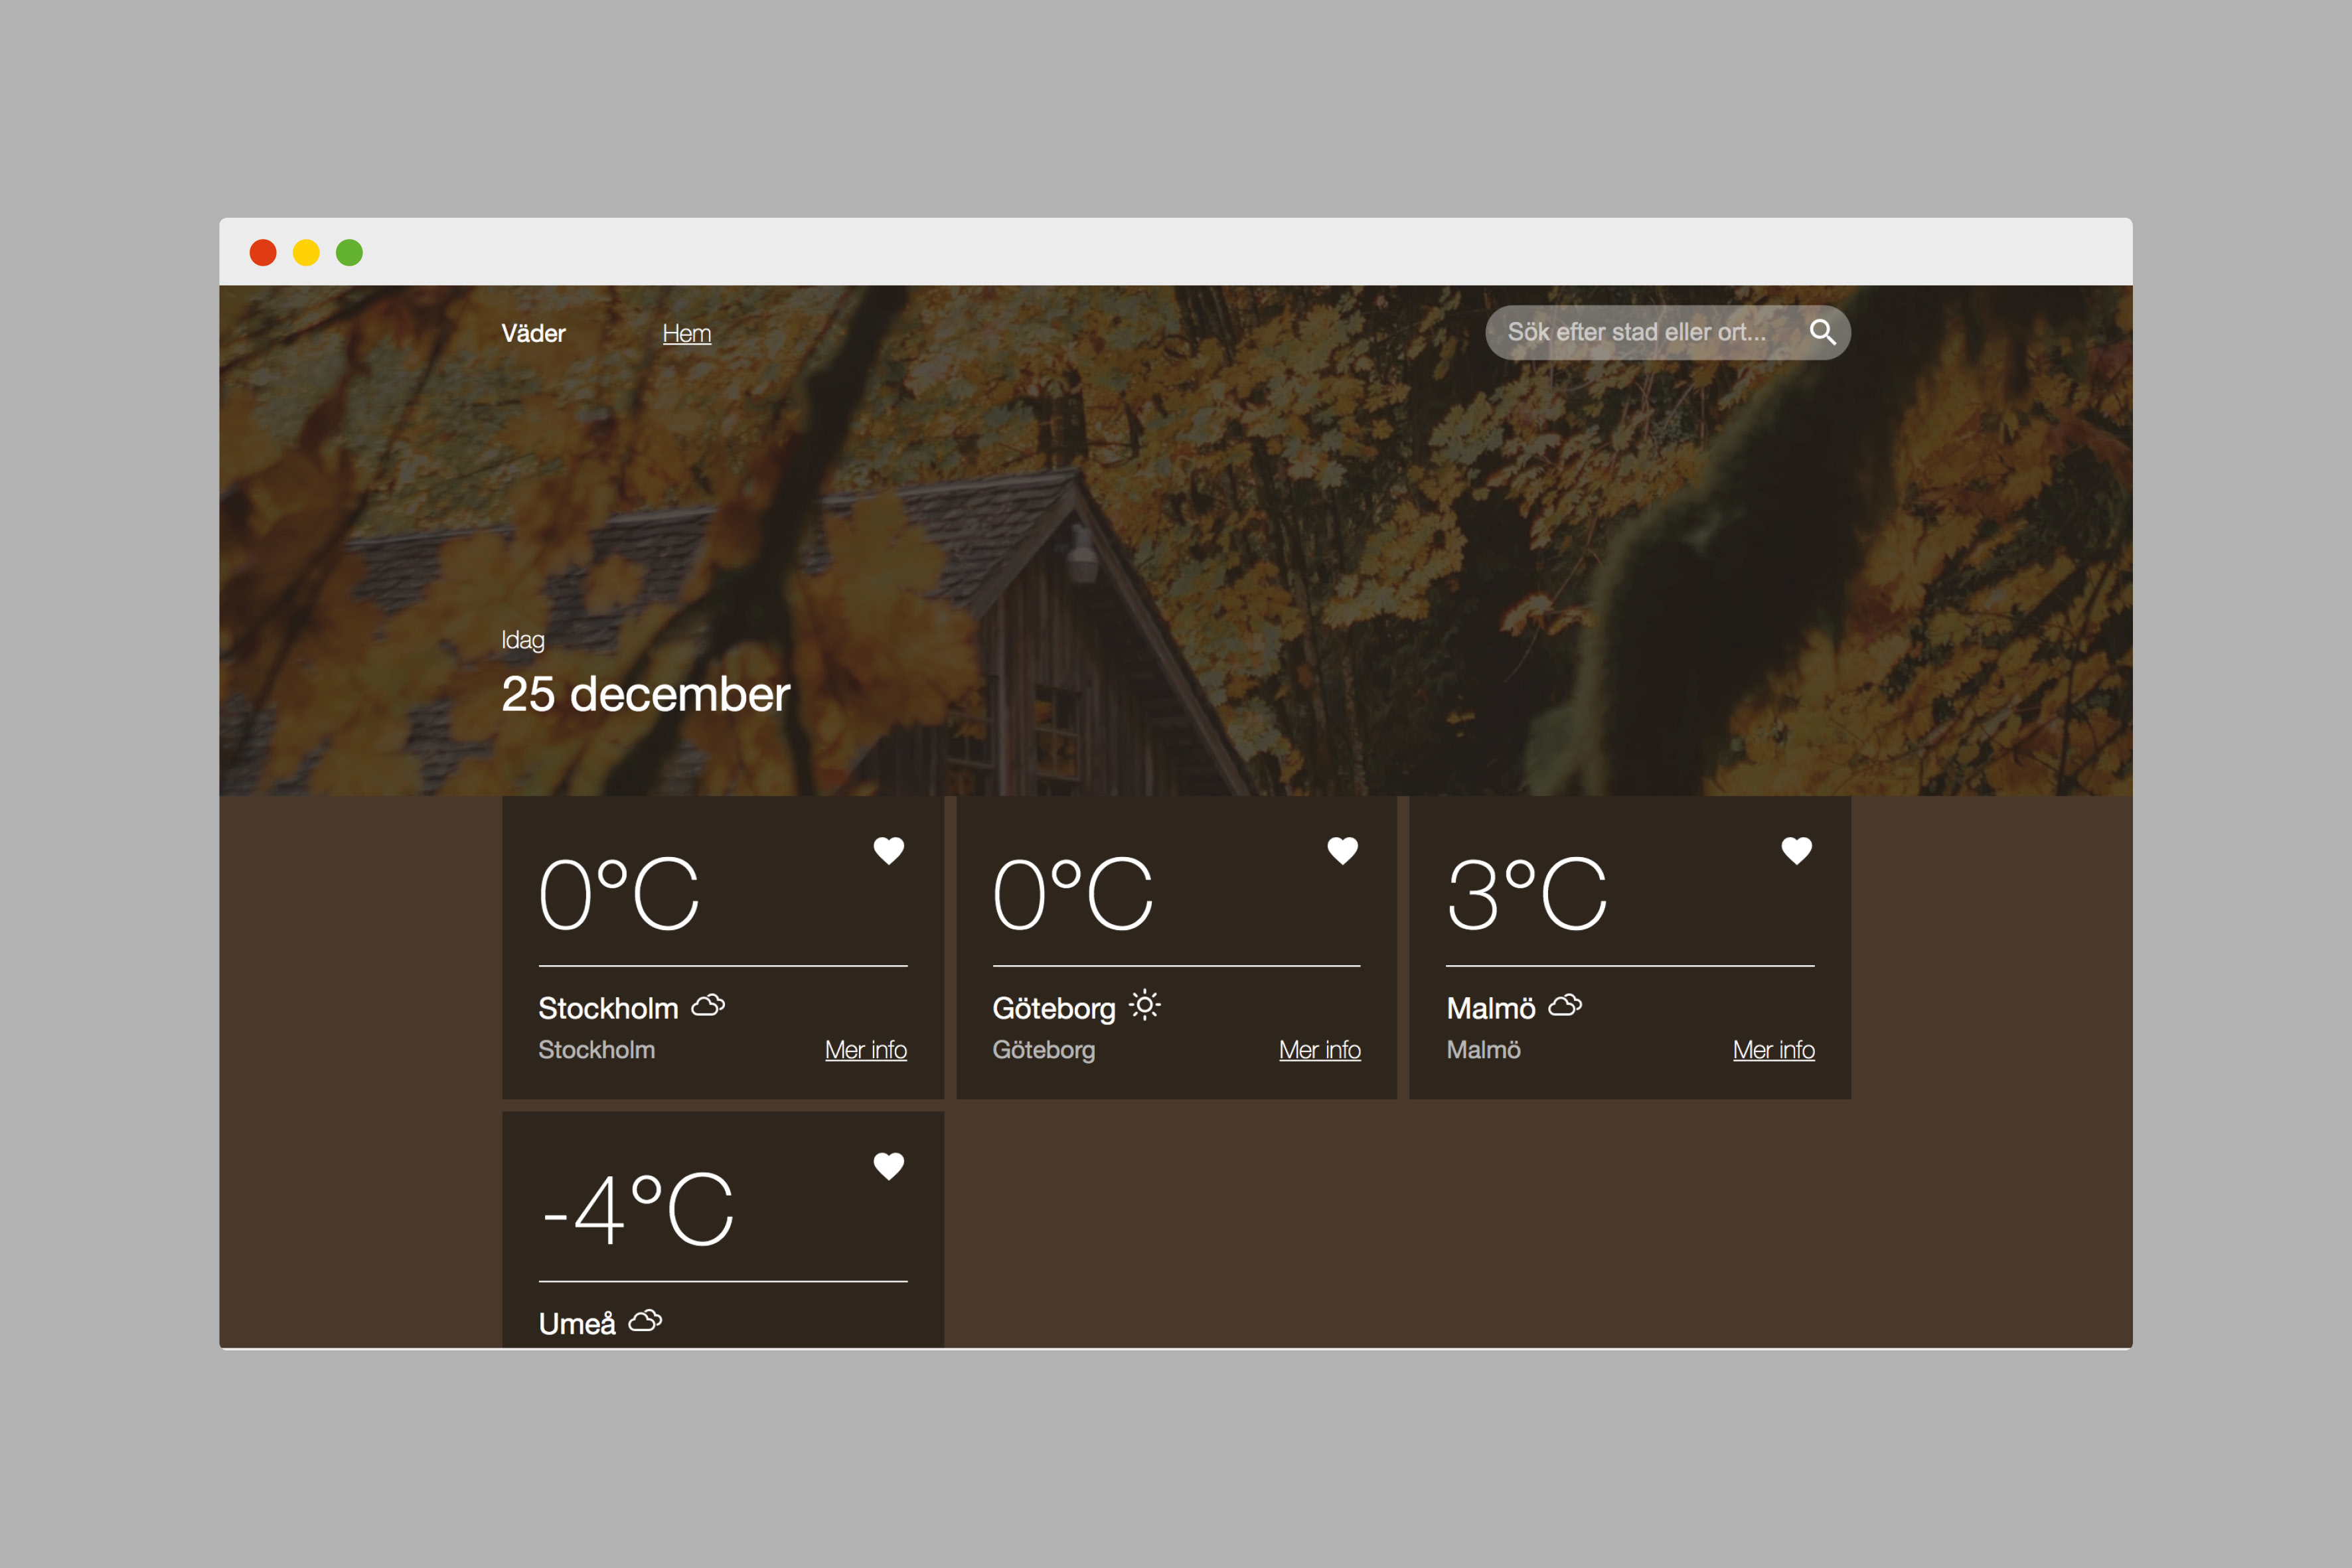 Väder
Hem
Sök efter stad eller ort...
Idag
25 december
0°C
Stockholm
Stockholm
Mer info
0°C
Göteborg
Göteborg
Mer info
3°C
Malmö
Malmö
Mer info
-4°C
Umeå